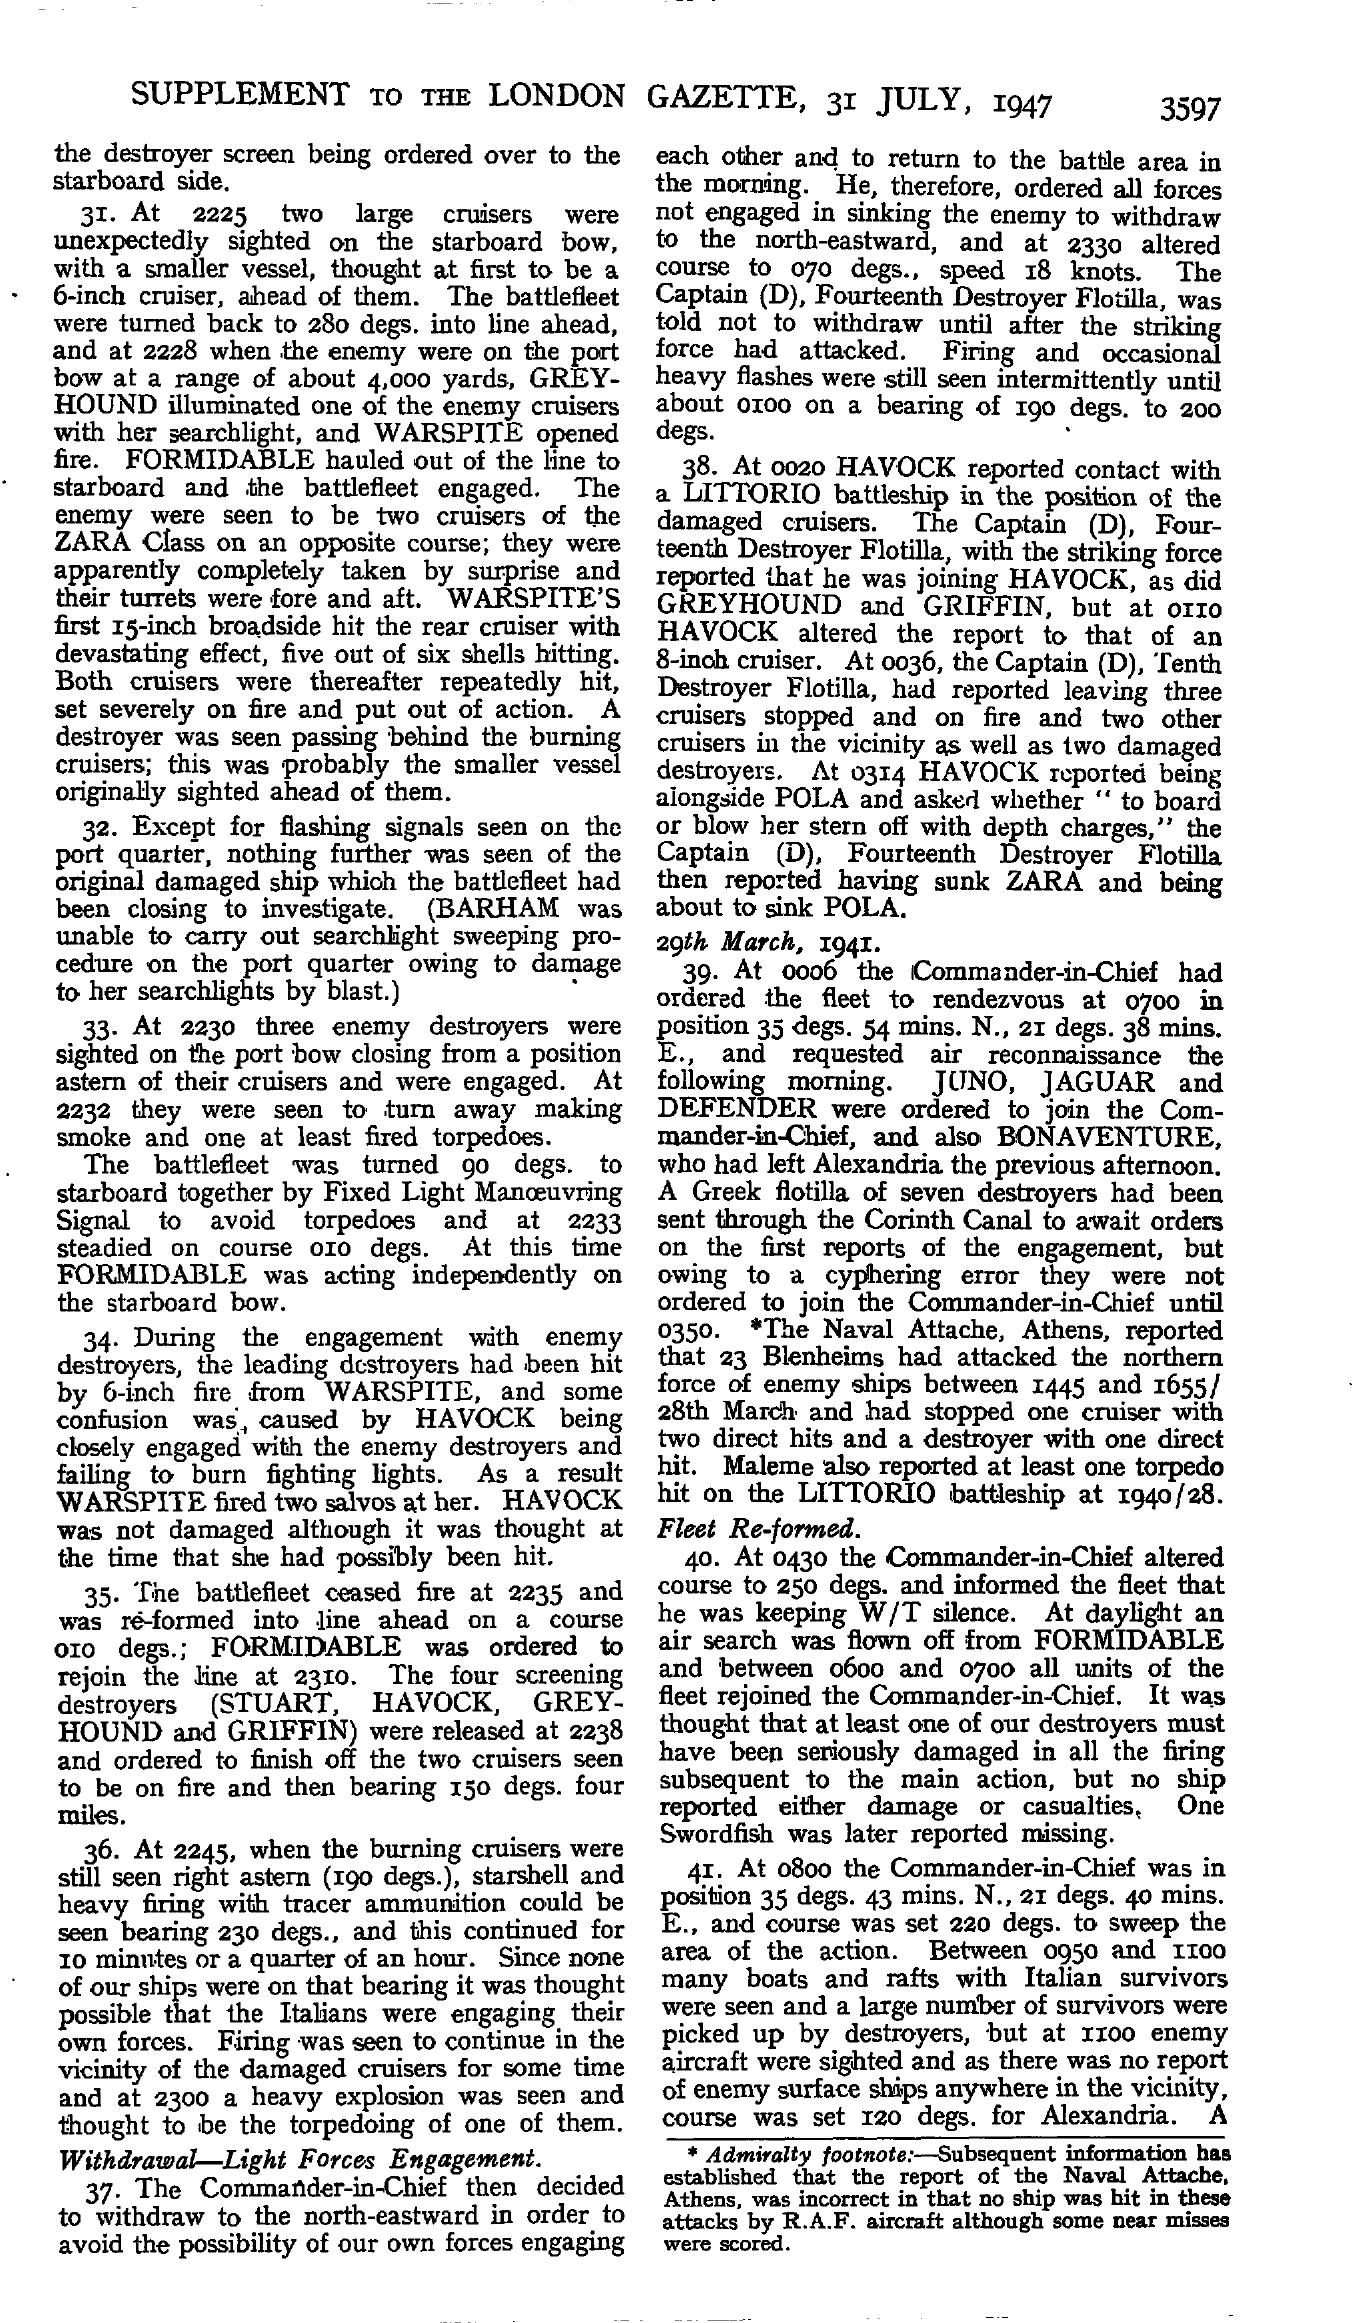 SUPPLEMENT TO THE LONDON GAZETTE, 31 JULY, 1947 3597
the destroyer screen being ordered over to the
starboard side.
31. At 2225 two large cruisers were
unexpectedly sighted on the starboard bow,
with a smaller vessel, thought at first to be a
6-inch cruiser, ahead of them. The battlefleet
were turned back to 280 degs. into line ahead,
and at 2228 when the enemy were on the port
bow at a range of about 4,000 yards, GREY-
HOUND illuminated one of the enemy cruisers
with her searchlight, and WARSPITE opened
fire. FORMIDABLE hauled out of the line to
starboard and the battlefleet engaged. The
enemy were seen to be two cruisers of the
ZARA Class on an opposite course; they were
apparently completely taken by surprise and
their turrets were fore and aft. WARSPITE'S
first 15-inch broadside hit the rear cruiser with
devastating effect, five out of six shells hitting.
Both cruisers were thereafter repeatedly hit,
set severely on fire and put out of action. A
destroyer was seen passing behind the burning
cruisers; this was probably the smaller vessel
originally sighted ahead of them.
32. Except for flashing signals seen on the
port quarter, nothing further was seen of the
original damaged ship which the battlefleet had
been closing to investigate. (BARHAM was
unable to carry out searchlight sweeping pro-
cedure on the port quarter owing to damage
to her searchlights by blast.)
33. At 2230 three enemy destroyers were
sighted on the port bow closing from a position
astern of their cruisers and were engaged. At
2232 they were seen to turn away making
smoke and one at least fired torpedoes.
The battlefleet was turned 90 degs. to
starboard together by Fixed Light Manœuvring
Signal to avoid torpedoes and at 2233
steadied on course 010 degs. At this time
FORMIDABLE was acting independently on
the starboard bow.
34. During the engagement with enemy
destroyers, the leading destroyers had been hit
by 6-inch fire from WARSPITE, and some
confusion was caused by HAVOCK being
closely engaged with the enemy destroyers and
failing to burn fighting lights. As a result
WARSPITE fired two salvos at her. HAVOCK
was not damaged although it was thought at
the time that she had possibly been hit.
35. The battlefleet ceased fire at 2235 and
was re-formed into line ahead on a course
010 degs.; FORMIDABLE was ordered to
rejoin the line at 2310. The four screening
destroyers (STUART, HAVOCK, GREY-
HOUND and GRIFFIN) were released at 2238
and ordered to finish off the two cruisers seen
to be on fire and then bearing 150 degs. four
miles.
36. At 2245, when the burning cruisers were
still seen right astern (190 degs.), starshell and
heavy firing with tracer ammunition could be
seen bearing 230 degs., and this continued for
10 minutes or a quarter of an hour. Since none
of our ships were on that bearing it was thought
possible that the Italians were engaging their
own forces. Firing was seen to continue in the
vicinity of the damaged cruisers for some time
and at 2300 a heavy explosion was seen and
thought to be the torpedoing of one of them.
Withdrawal—Light Forces Engagement.
37. The Commander-in-Chief then decided
to withdraw to the north-eastward in order to
avoid the possibility of our own forces engaging
each other and to return to the battle area in
the morning. He, therefore, ordered all forces
not engaged in sinking the enemy to withdraw
to the north-eastward, and at 2330 altered
course to 070 degs., speed 18 knots. The
Captain (D), Fourteenth Destroyer Flotilla, was
told not to withdraw until after the striking
force had attacked. Firing and occasional
heavy flashes were still seen intermittently until
about 0100 on a bearing of 190 degs. to 200
degs.
38. At 0020 HAVOCK reported contact with
a LITTORIO battleship in the position of the
damaged cruisers. The Captain (D), Four-
teenth Destroyer Flotilla, with the striking force
reported that he was joining HAVOCK, as did
GREYHOUND and GRIFFIN, but at 0110
HAVOCK altered the report to that of an
8-inch cruiser. At 0036, the Captain (D), Tenth
Destroyer Flotilla, had reported leaving three
cruisers stopped and on fire and two other
cruisers in the vicinity as well as two damaged
destroyers. At 0314 HAVOCK reported being
alongside POLA and asked whether " to board
or blow her stern off with depth charges," the
Captain (D), Fourteenth Destroyer Flotilla
then reported having sunk ZARA and being
about to sink POLA.
29th March, 1941.
39. At 0006 the Commander-in-Chief had
ordered the fleet to rendezvous at 0700 in
position 35 degs. 54 mins. N., 21 degs. 38 mins.
E., and requested air reconnaissance the
following morning. JUNO, JAGUAR and
DEFENDER were ordered to join the Com-
mander-in-Chief, and also BONAVENTURE,
who had left Alexandria the previous afternoon.
A Greek flotilla of seven destroyers had been
sent through the Corinth Canal to await orders
on the first reports of the engagement, but
owing to a cyphering error they were not
ordered to join the Commander-in-Chief until
0350. *The Naval Attache, Athens, reported
that 23 Blenheims had attacked the northern
force of enemy ships between 1445 and 1655/
28th March and had stopped one cruiser with
two direct hits and a destroyer with one direct
hit. Maleme also reported at least one torpedo
hit on the LITTORIO battleship at 1940/28.
Fleet Re-formed.
40. At 0430 the Commander-in-Chief altered
course to 250 degs. and informed the fleet that
he was keeping W/T silence. At daylight an
air search was flown off from FORMIDABLE
and between 0600 and 0700 all units of the
fleet rejoined the Commander-in-Chief. It was
thought that at least one of our destroyers must
have been seriously damaged in all the firing
subsequent to the main action, but no ship
reported either damage or casualties. One
Swordfish was later reported missing.
41. At 0800 the Commander-in-Chief was in
position 35 degs. 43 mins. N., 21 degs. 40 mins.
E., and course was set 220 degs. to sweep the
area of the action. Between 0950 and 1100
many boats and rafts with Italian survivors
were seen and a large number of survivors were
picked up by destroyers, but at 1100 enemy
aircraft were sighted and as there was no report
of enemy surface ships anywhere in the vicinity,
course was set 120 degs. for Alexandria. A
* Admiralty footnote:—Subsequent information has
established that the report of the Naval Attache,
Athens, was incorrect in that no ship was hit in these
attacks by R.A.F. aircraft although some near misses
were scored.